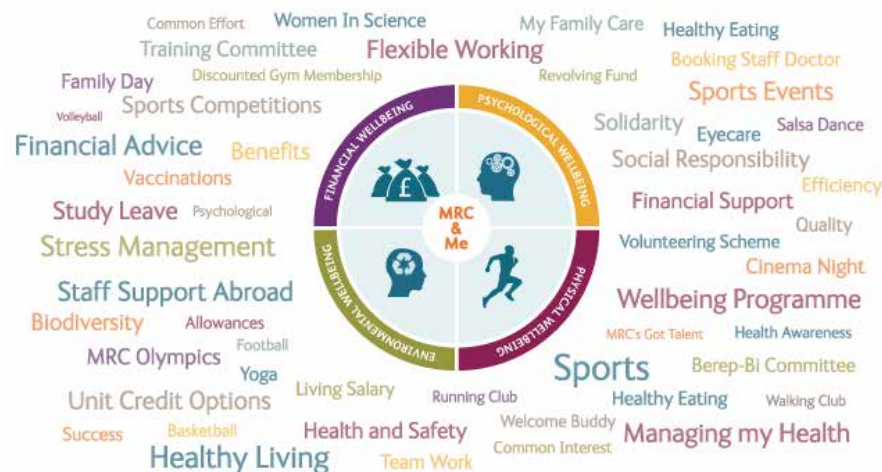 Common Effort
Women In Science
My Family Care
Healthy Eating
Training Committee
Flexible Working
Booking Staff Doctor
Family Day
Discounted Gym Membership
Revolving Fund
Sports Events
Volleyball
Sports Competitions
Solidarity
Eyecare
Salsa Dance
Financial Advice
Benefits
Social Responsibility
Vaccinations
Efficiency
Study Leave
Psychological
Financial Support
Quality
Stress Management
Volunteering Scheme
Cinema Night
Staff Support Abroad
Wellbeing Programme
Biodiversity
Allowances
MRC's Got Talent
Health Awareness
MRC Olympics
Football
Yoga
Sports
Berep-Bi Committee
Unit Credit Options
Living Salary
Running Club
Healthy Eating
Walking Club
Success
Basketball
Health and Safety
Welcome Buddy
Managing my Health
Healthy Living
Team Work
Common Interest
FINANCIAL WELLBEING
PSYCHOLOGICAL WELLBEING
£
MRC
&
Me
ENVIRONMENTAL WELLBEING
PHYSICAL WELLBEING